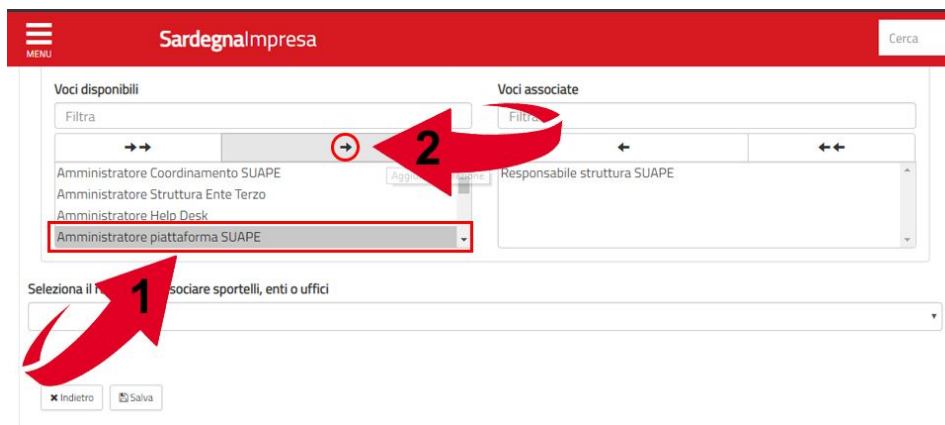 MENU
SardegnaImpresa
Cerca
Voci disponibili
Voci associate
Filtra
Filtra
2
Amministratore Coordinamento SUAPE
Responsabile struttura SUAPE
Amministratore Struttura Ente Terzo
Amministratore Help Desk
Amministratore piattaforma SUAPE
Seleziona il sociare sportelli, enti o uffici
1
Indietro
Salva